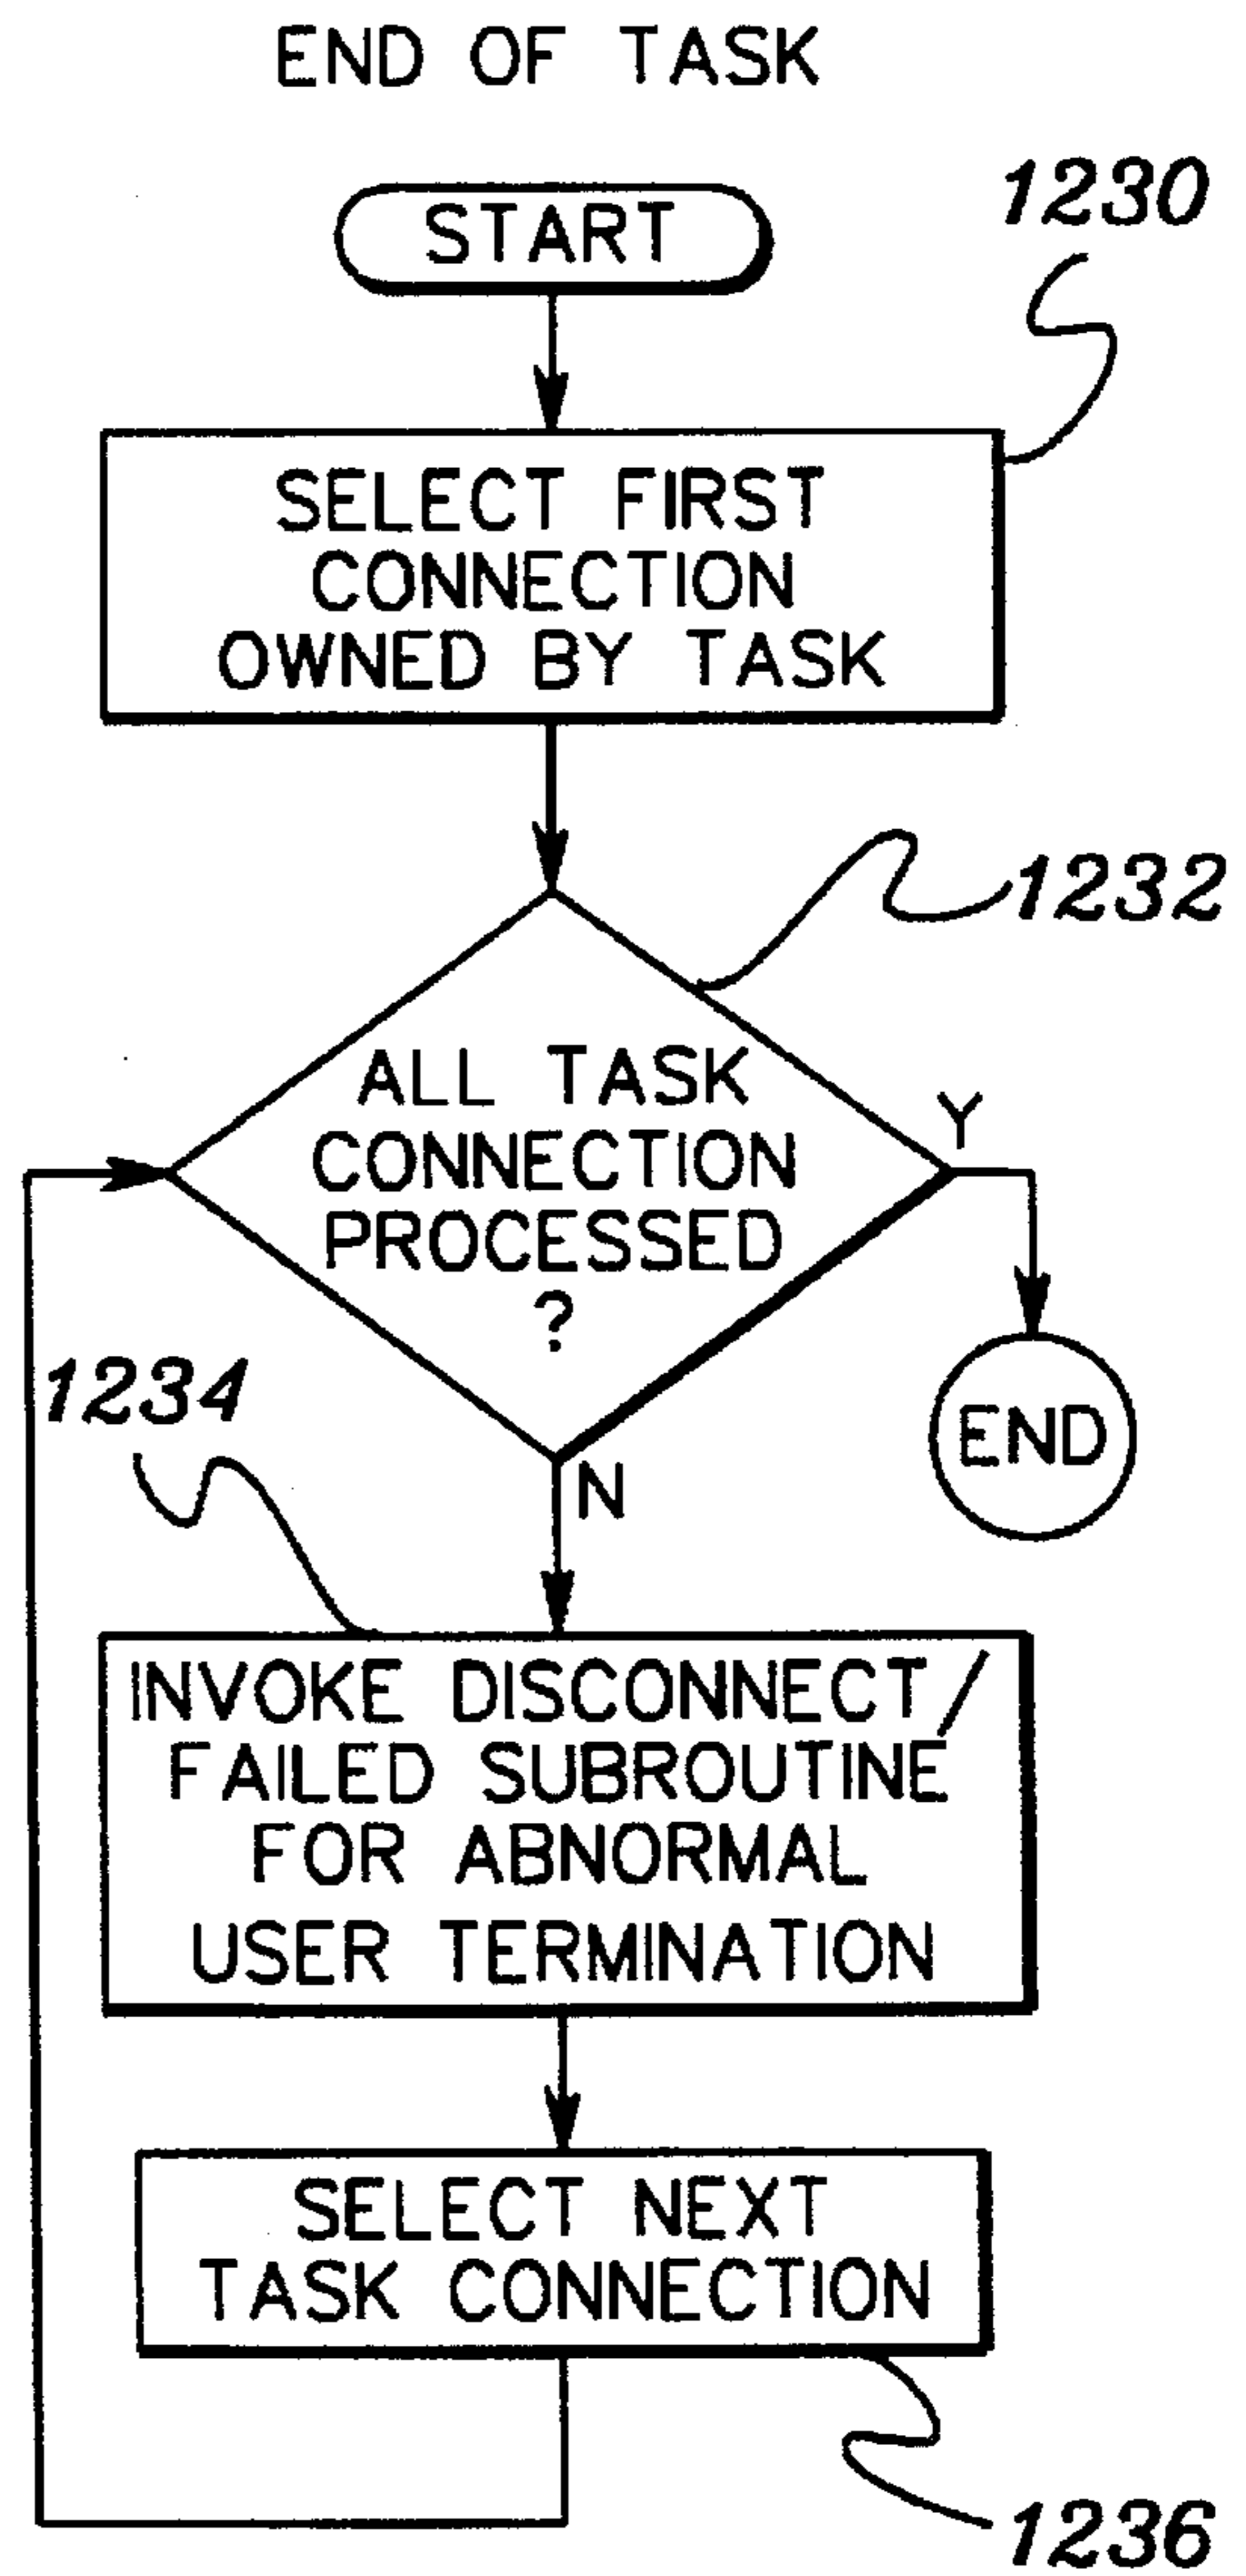 END OF TASK
START
1230
SELECT FIRST
CONNECTION
OWNED BY TASK
1232
ALL TASK
CONNECTION
PROCESSED
?
Y
END
1234
N
INVOKE DISCONNECT/
FAILED SUBROUTINE
FOR ABNORMAL
USER TERMINATION
SELECT NEXT
TASK CONNECTION
1236